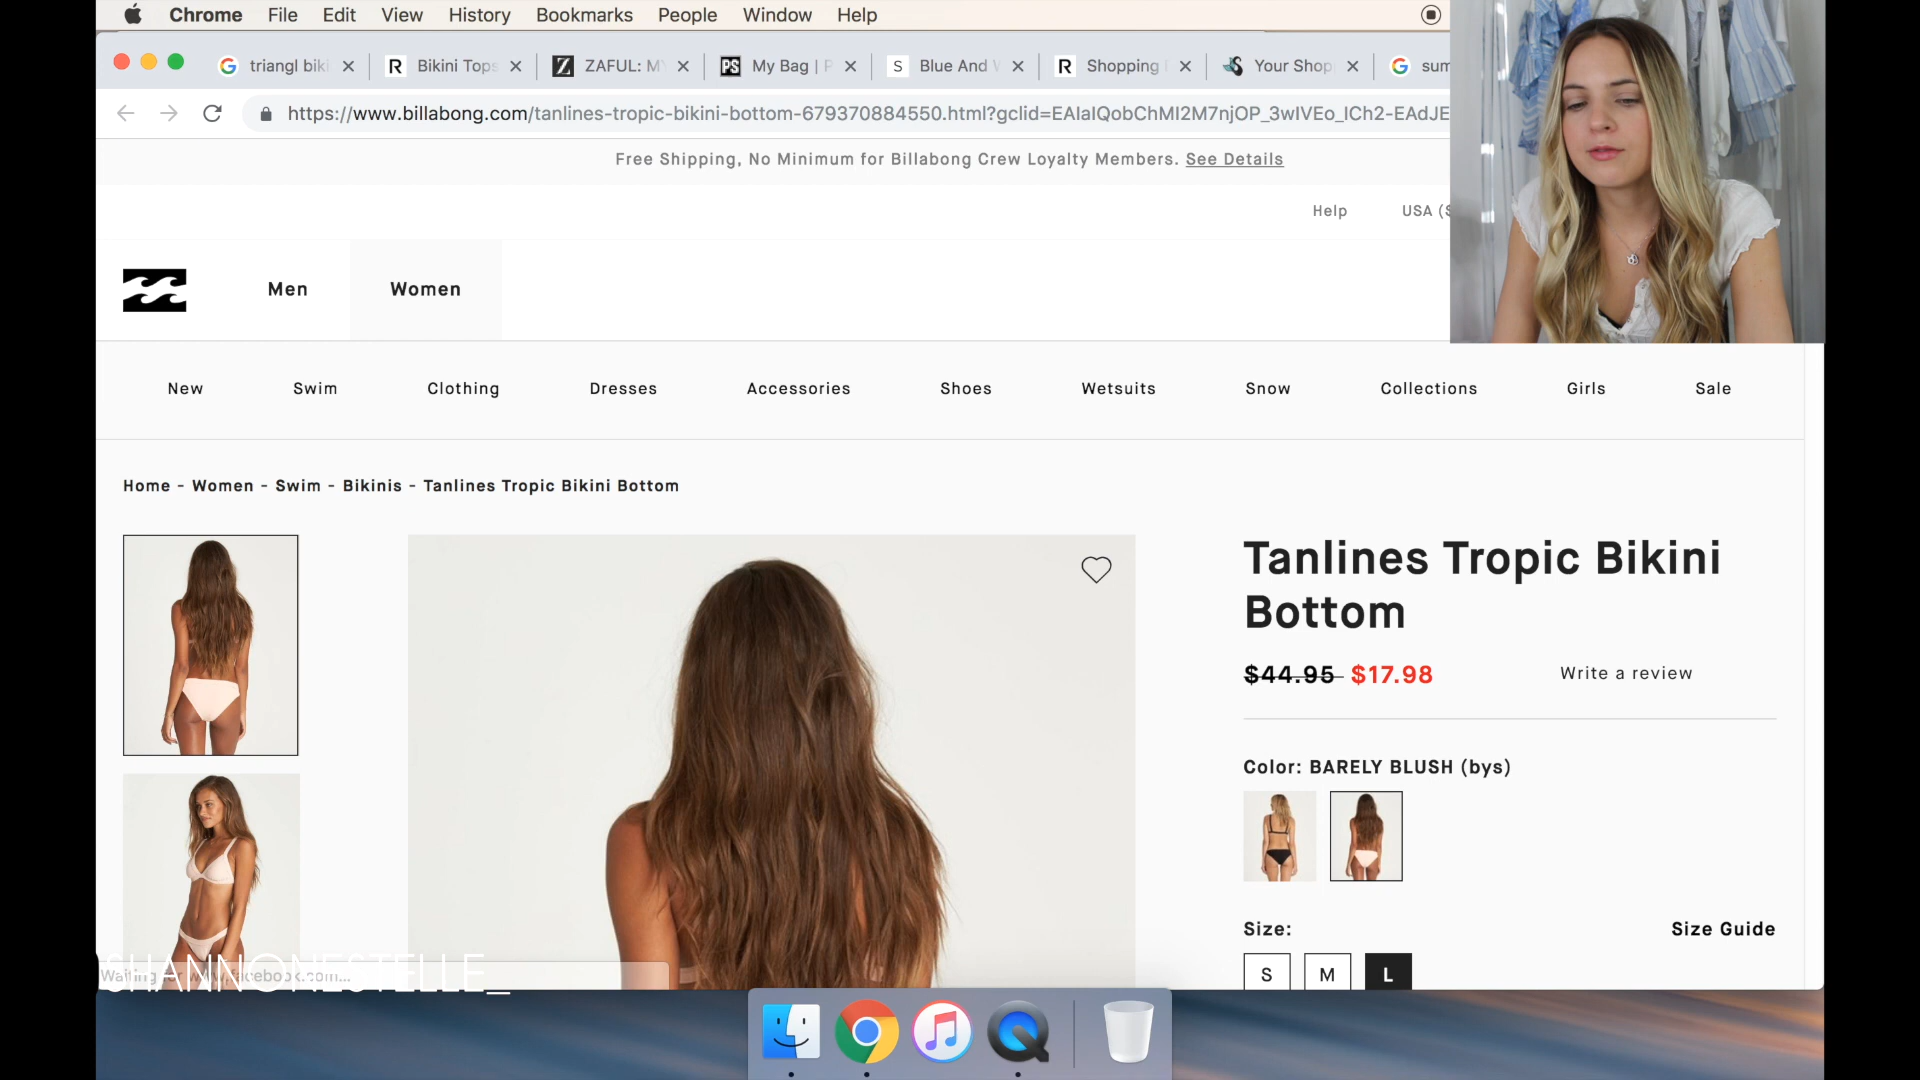 Chrome File Edit View History Bookmarks People Window Help
triangl biki
R Bikini Tops
Z ZAFUL: MY
PS My Bag | P
S Blue And W
R Shopping
Your Shop
sum
https://www.billabong.com/tanlines-tropic-bikini-bottom-679370884550.html?gclid=EAIaIQobChMI2M7njOP_3wIVEo_ICh2-EAdJE
Free Shipping, No Minimum for Billabong Crew Loyalty Members. See Details
Help USA ($
Men Women
New Swim Clothing Dresses Accessories Shoes Wetsuits Snow Collections Girls Sale
Home - Women - Swim - Bikinis - Tanlines Tropic Bikini Bottom
Tanlines Tropic Bikini
Bottom
$44.95 $17.98 Write a review
Color: BARELY BLUSH (bys)
Size: Size Guide
S M L
SHANNONESTELLE_
Waiting for www.facebook.com...